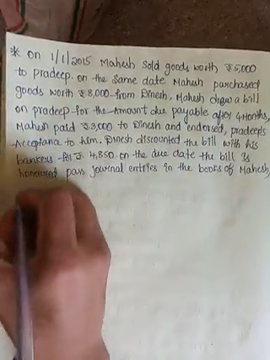 * On 1/1/2015 Mahesh sold goods worth ₹5,000
to pradeep. on the same date Mahesh purchased
goods worth ₹8,000 from Dinesh. Mahesh drew a bill
on pradeep for the amount due payable after 4 months,
Mahesh paid ₹3,000 to Dinesh and endorsed, pradeep's
Acceptance to him. Dinesh discounted the bill with his
bankers for ₹ 4,850 on the due date the bill is
honoured pass journal entries in the books of Mahesh,